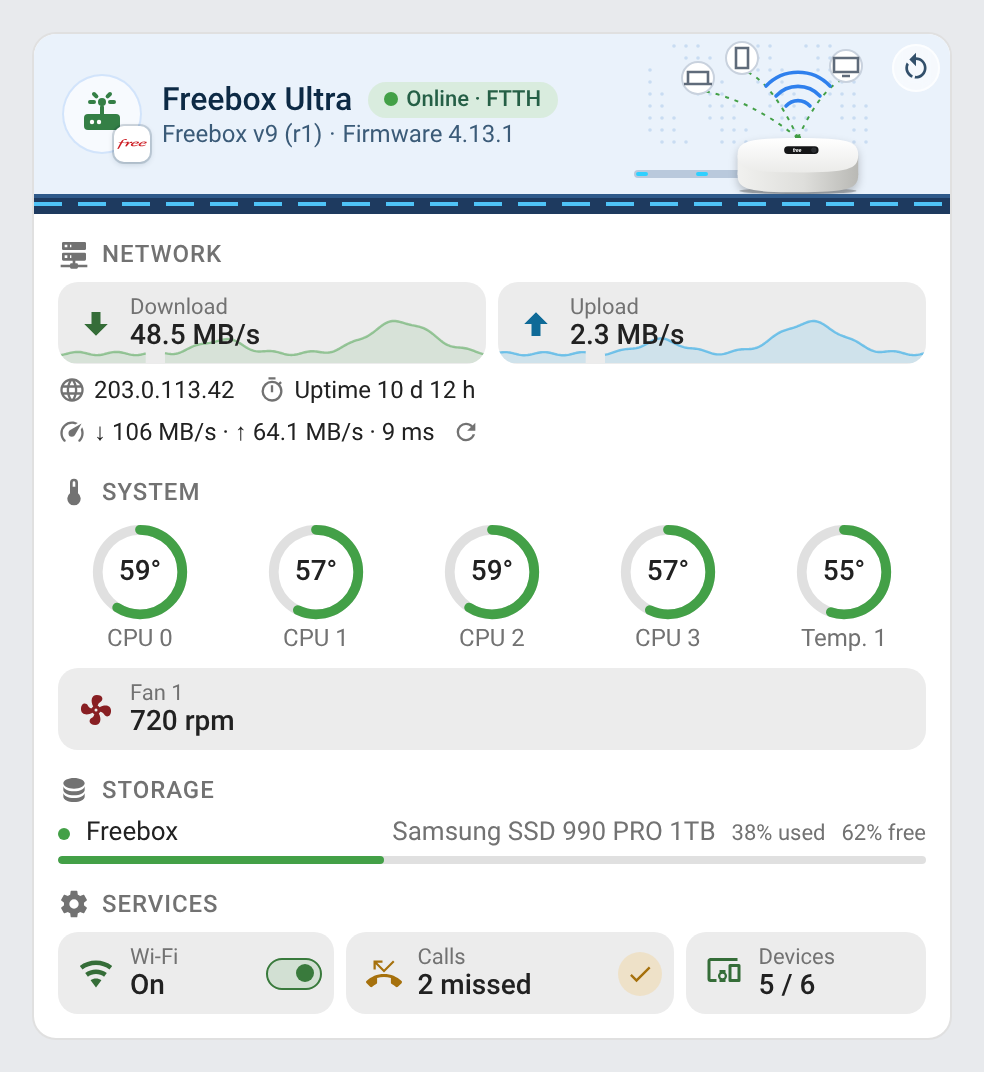 Freebox Ultra
Online · FTTH
free
Freebox v9 (r1) · Firmware 4.13.1
free
NETWORK
Download
48.5 MB/s
Upload
2.3 MB/s
203.0.113.42
Uptime 10 d 12 h
↓ 106 MB/s · ↑ 64.1 MB/s · 9 ms
SYSTEM
59°
57°
59°
57°
55°
CPU 0
CPU 1
CPU 2
CPU 3
Temp. 1
Fan 1
720 rpm
STORAGE
Freebox
Samsung SSD 990 PRO 1TB
38% used
62% free
SERVICES
Wi-Fi
On
Calls
2 missed
Devices
5 / 6